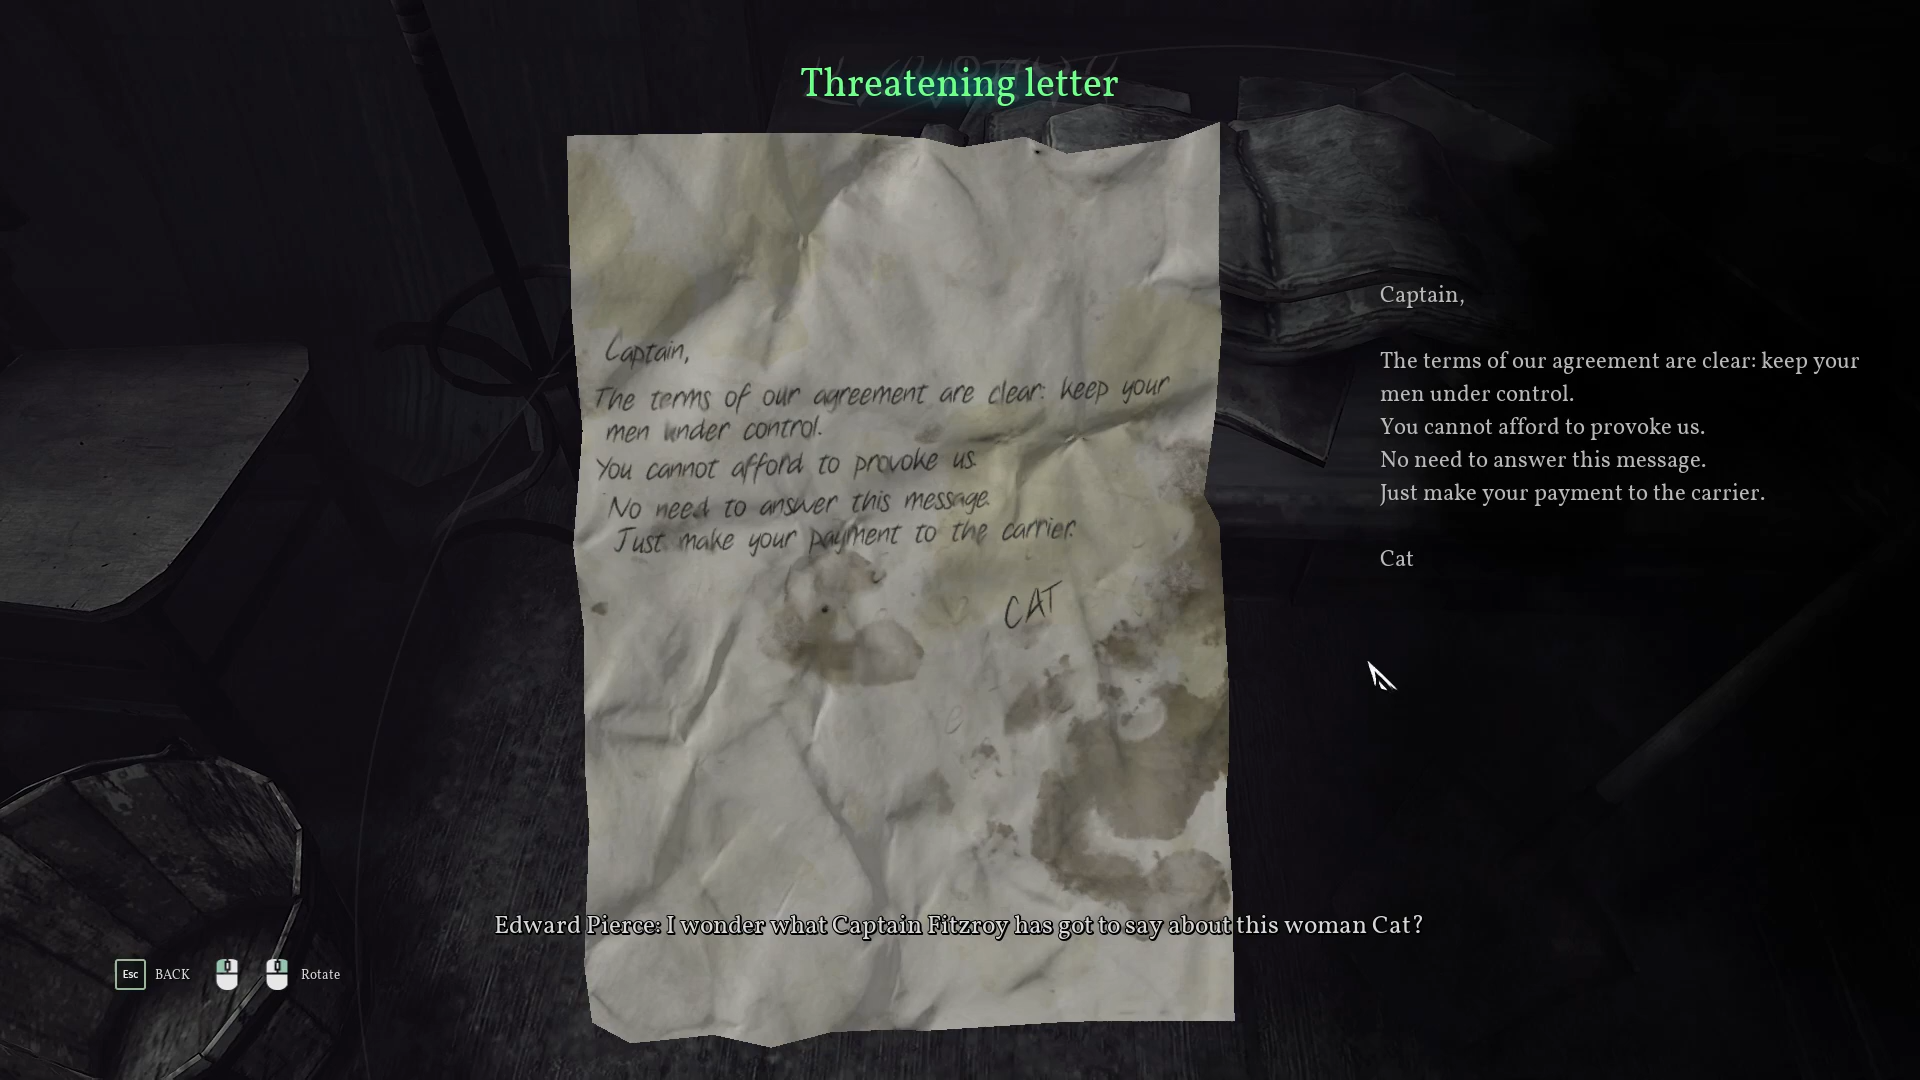 Threatening letter
Captain,
The terms of our agreement are clear: keep your
men under control.
You cannot afford to provoke us.
No need to answer this message.
Just make your payment to the carrier.
CAT
Captain,
The terms of our agreement are clear: keep your
men under control.
You cannot afford to provoke us.
No need to answer this message.
Just make your payment to the carrier.
Cat
Edward Pierce: I wonder what Captain Fitzroy has got to say about this woman Cat?
Esc BACK Rotate